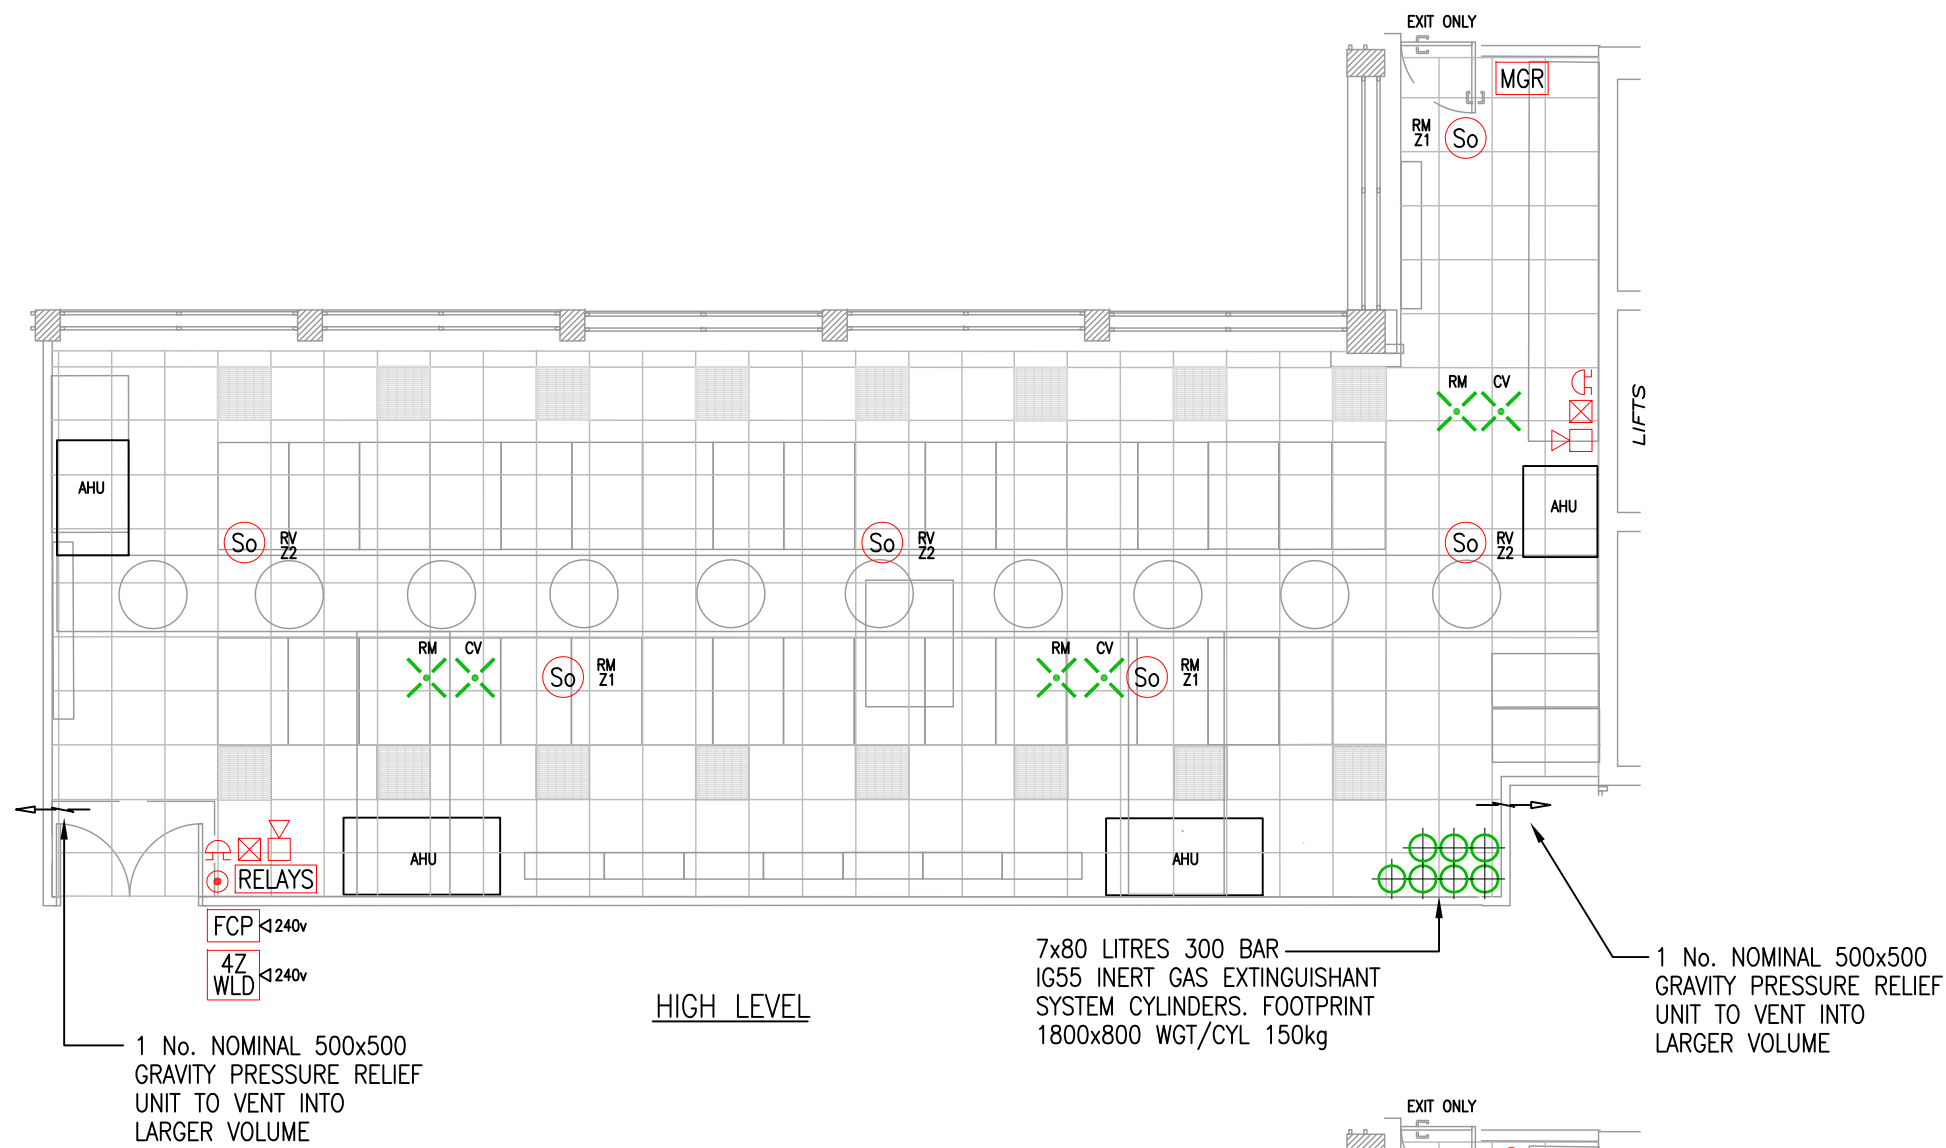 EXIT ONLY
MGR
RM
Z1
So
RM
CV
LIFTS
AHU
AHU
So
RV
Z2
So
RV
Z2
So
RV
Z2
RM
CV
So
RM
Z1
RM
CV
So
RM
Z1
AHU
AHU
RELAYS
FCP
240v
4Z
WLD
240v
HIGH LEVEL
7x80 LITRES 300 BAR
IG55 INERT GAS EXTINGUISHANT
SYSTEM CYLINDERS. FOOTPRINT
1800x800 WGT/CYL 150kg
1 No. NOMINAL 500x500
GRAVITY PRESSURE RELIEF
UNIT TO VENT INTO
LARGER VOLUME
1 No. NOMINAL 500x500
GRAVITY PRESSURE RELIEF
UNIT TO VENT INTO
LARGER VOLUME
EXIT ONLY